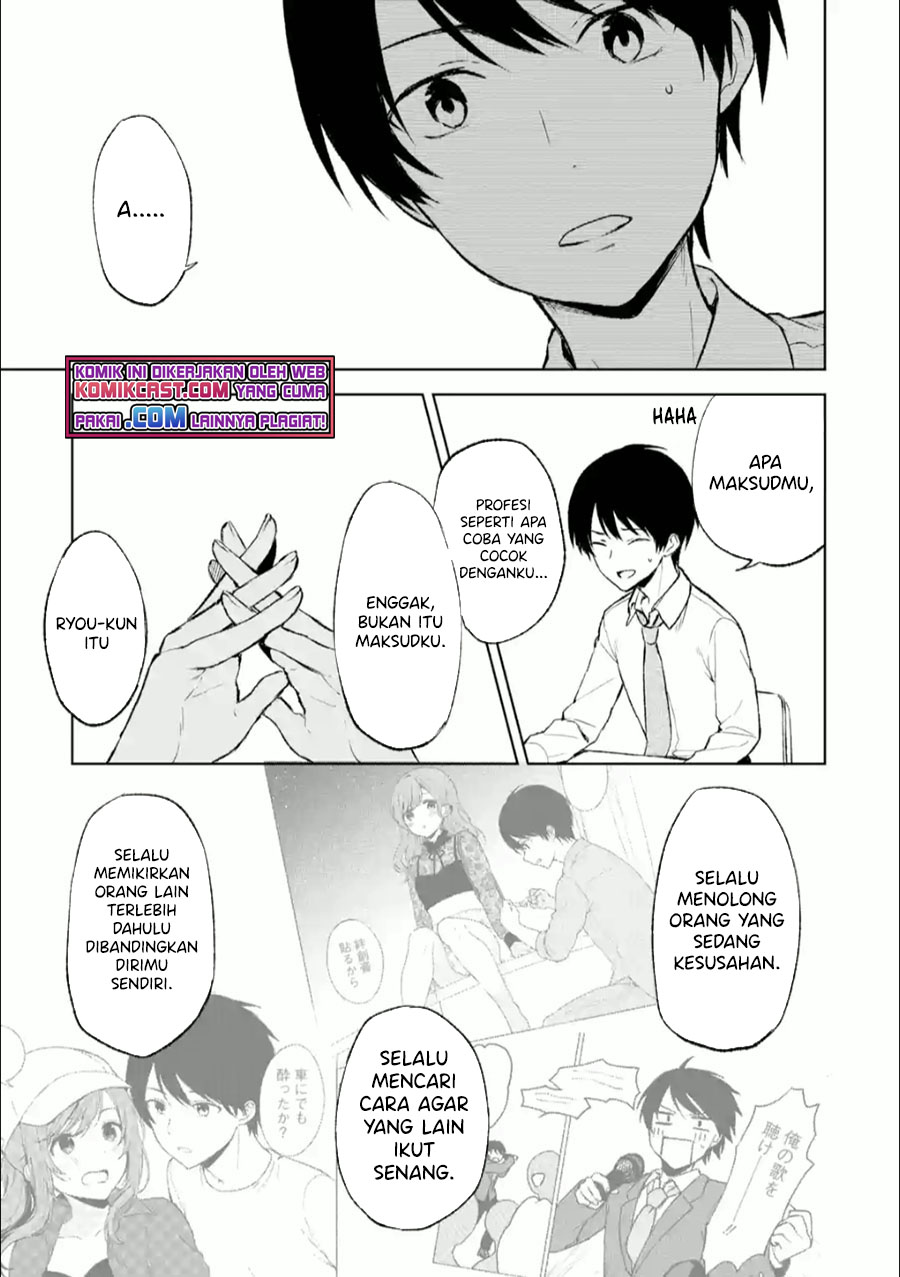 A.....
KOMIK INI DIKERJAKAN OLEH WEB
KOMIKCAST.COM YANG CUMA
PAKAI .COM LAINNYA PLAGIAT!
HAHA
APA
MAKSUDMU,
PROFESI
SEPERTI APA
COBA YANG
COCOK
DENGANKU...
ENGGAK,
BUKAN ITU
MAKSUDKU.
RYOU-KUN
ITU
SELALU
MENOLONG
ORANG YANG
SEDANG
KESUSAHAN.
SELALU
MEMIKIRKAN
ORANG LAIN
TERLEBIH
DAHULU
DIBANDINGKAN
DIRIMU
SENDIRI.
絆創膏
貼るから
SELALU
MENCARI
CARA AGAR
YANG LAIN
IKUT
SENANG.
車にでも
酔ったか?
俺の歌を
聴け――